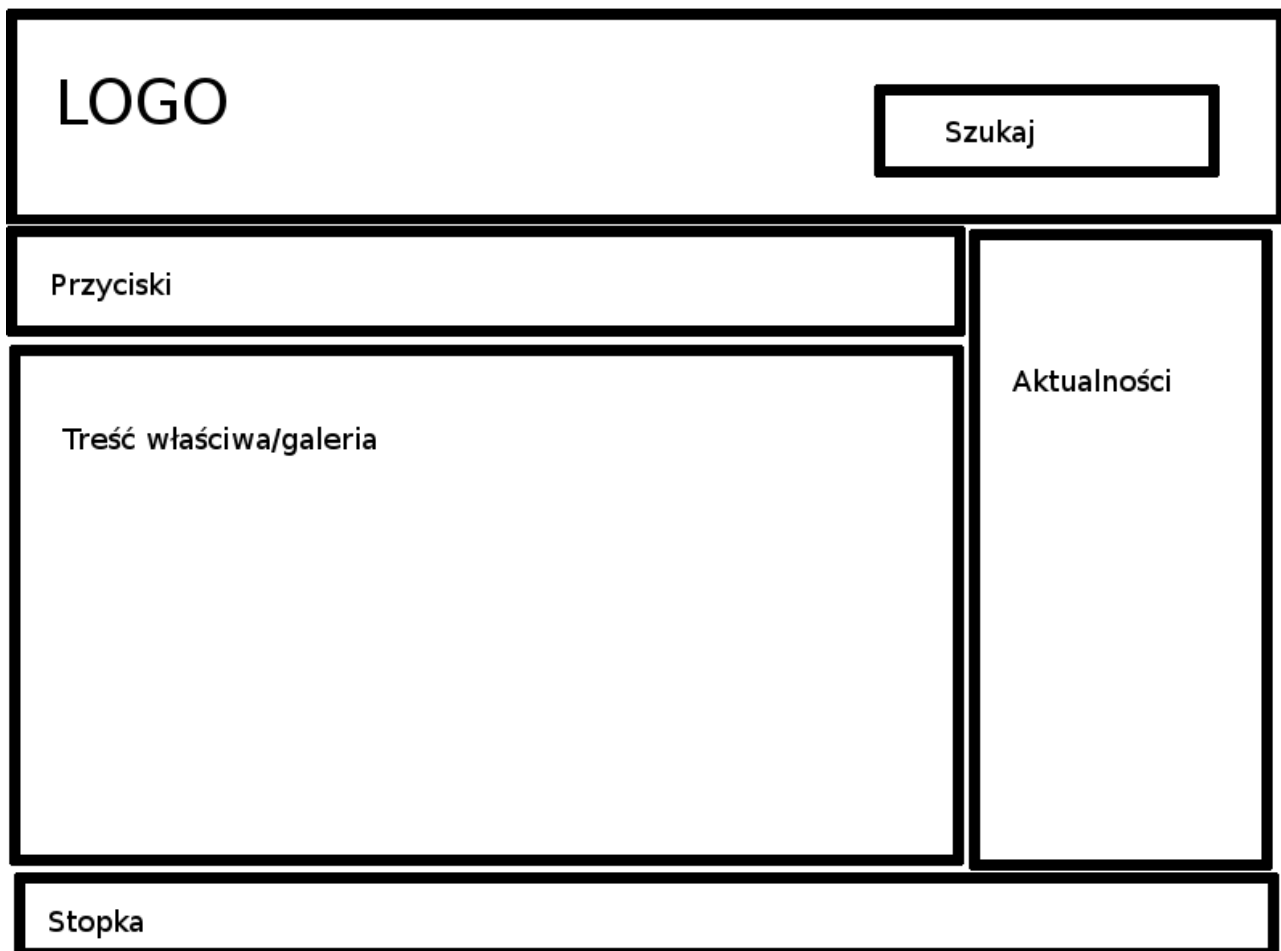 LOGO
Szukaj
Przyciski
Aktualności
Treść właściwa/galeria
Stopka